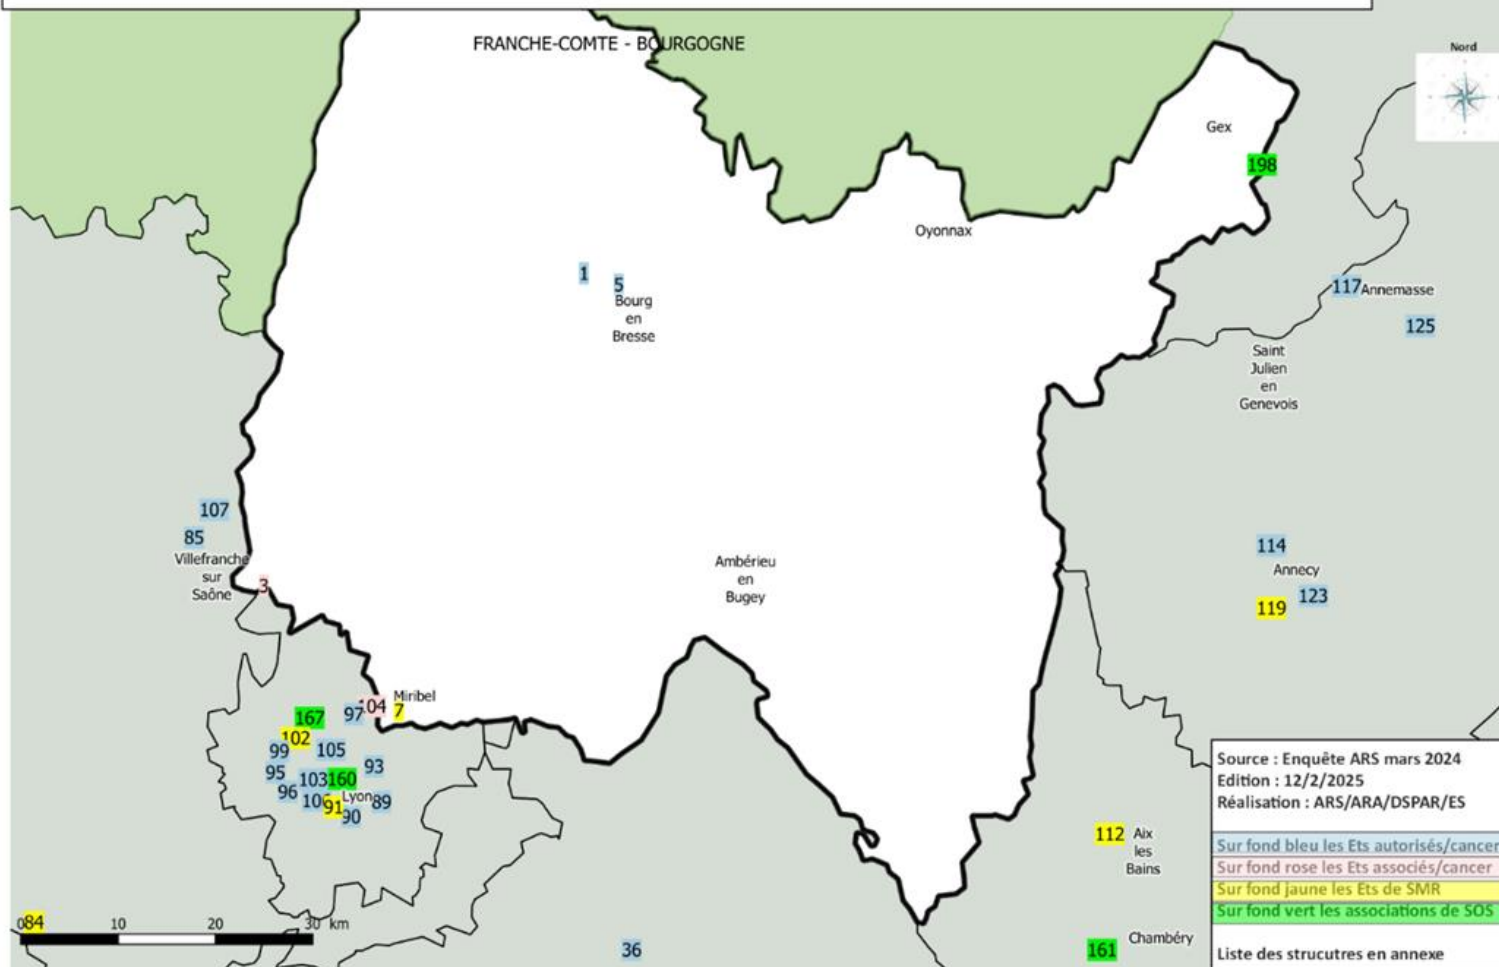 FRANCHE-COMTE - BOURGOGNE
Nord
Gex
198
Oyonnax
1
5
Bourg
en
Bresse
117 Annemasse
125
Saint
Julien
en
Genevois
107
85
Villefranche
sur
Saône
3
Ambérieu
en
Bugey
114
Annecy
123
119
Miribel
104
7
97
167
102
99
105
95
93
103
160
96
Lyon
91
89
90
112
Aix
les
Bains
84
0 10 20 30 km
36
161
Chambéry
Source : Enquête ARS mars 2024
Edition : 12/2/2025
Réalisation : ARS/ARA/DSPAR/ES
Sur fond bleu les Ets autorisés/cancer
Sur fond rose les Ets associés/cancer
Sur fond jaune les Ets de SMR
Sur fond vert les associations de SOS
Liste des strucutres en annexe